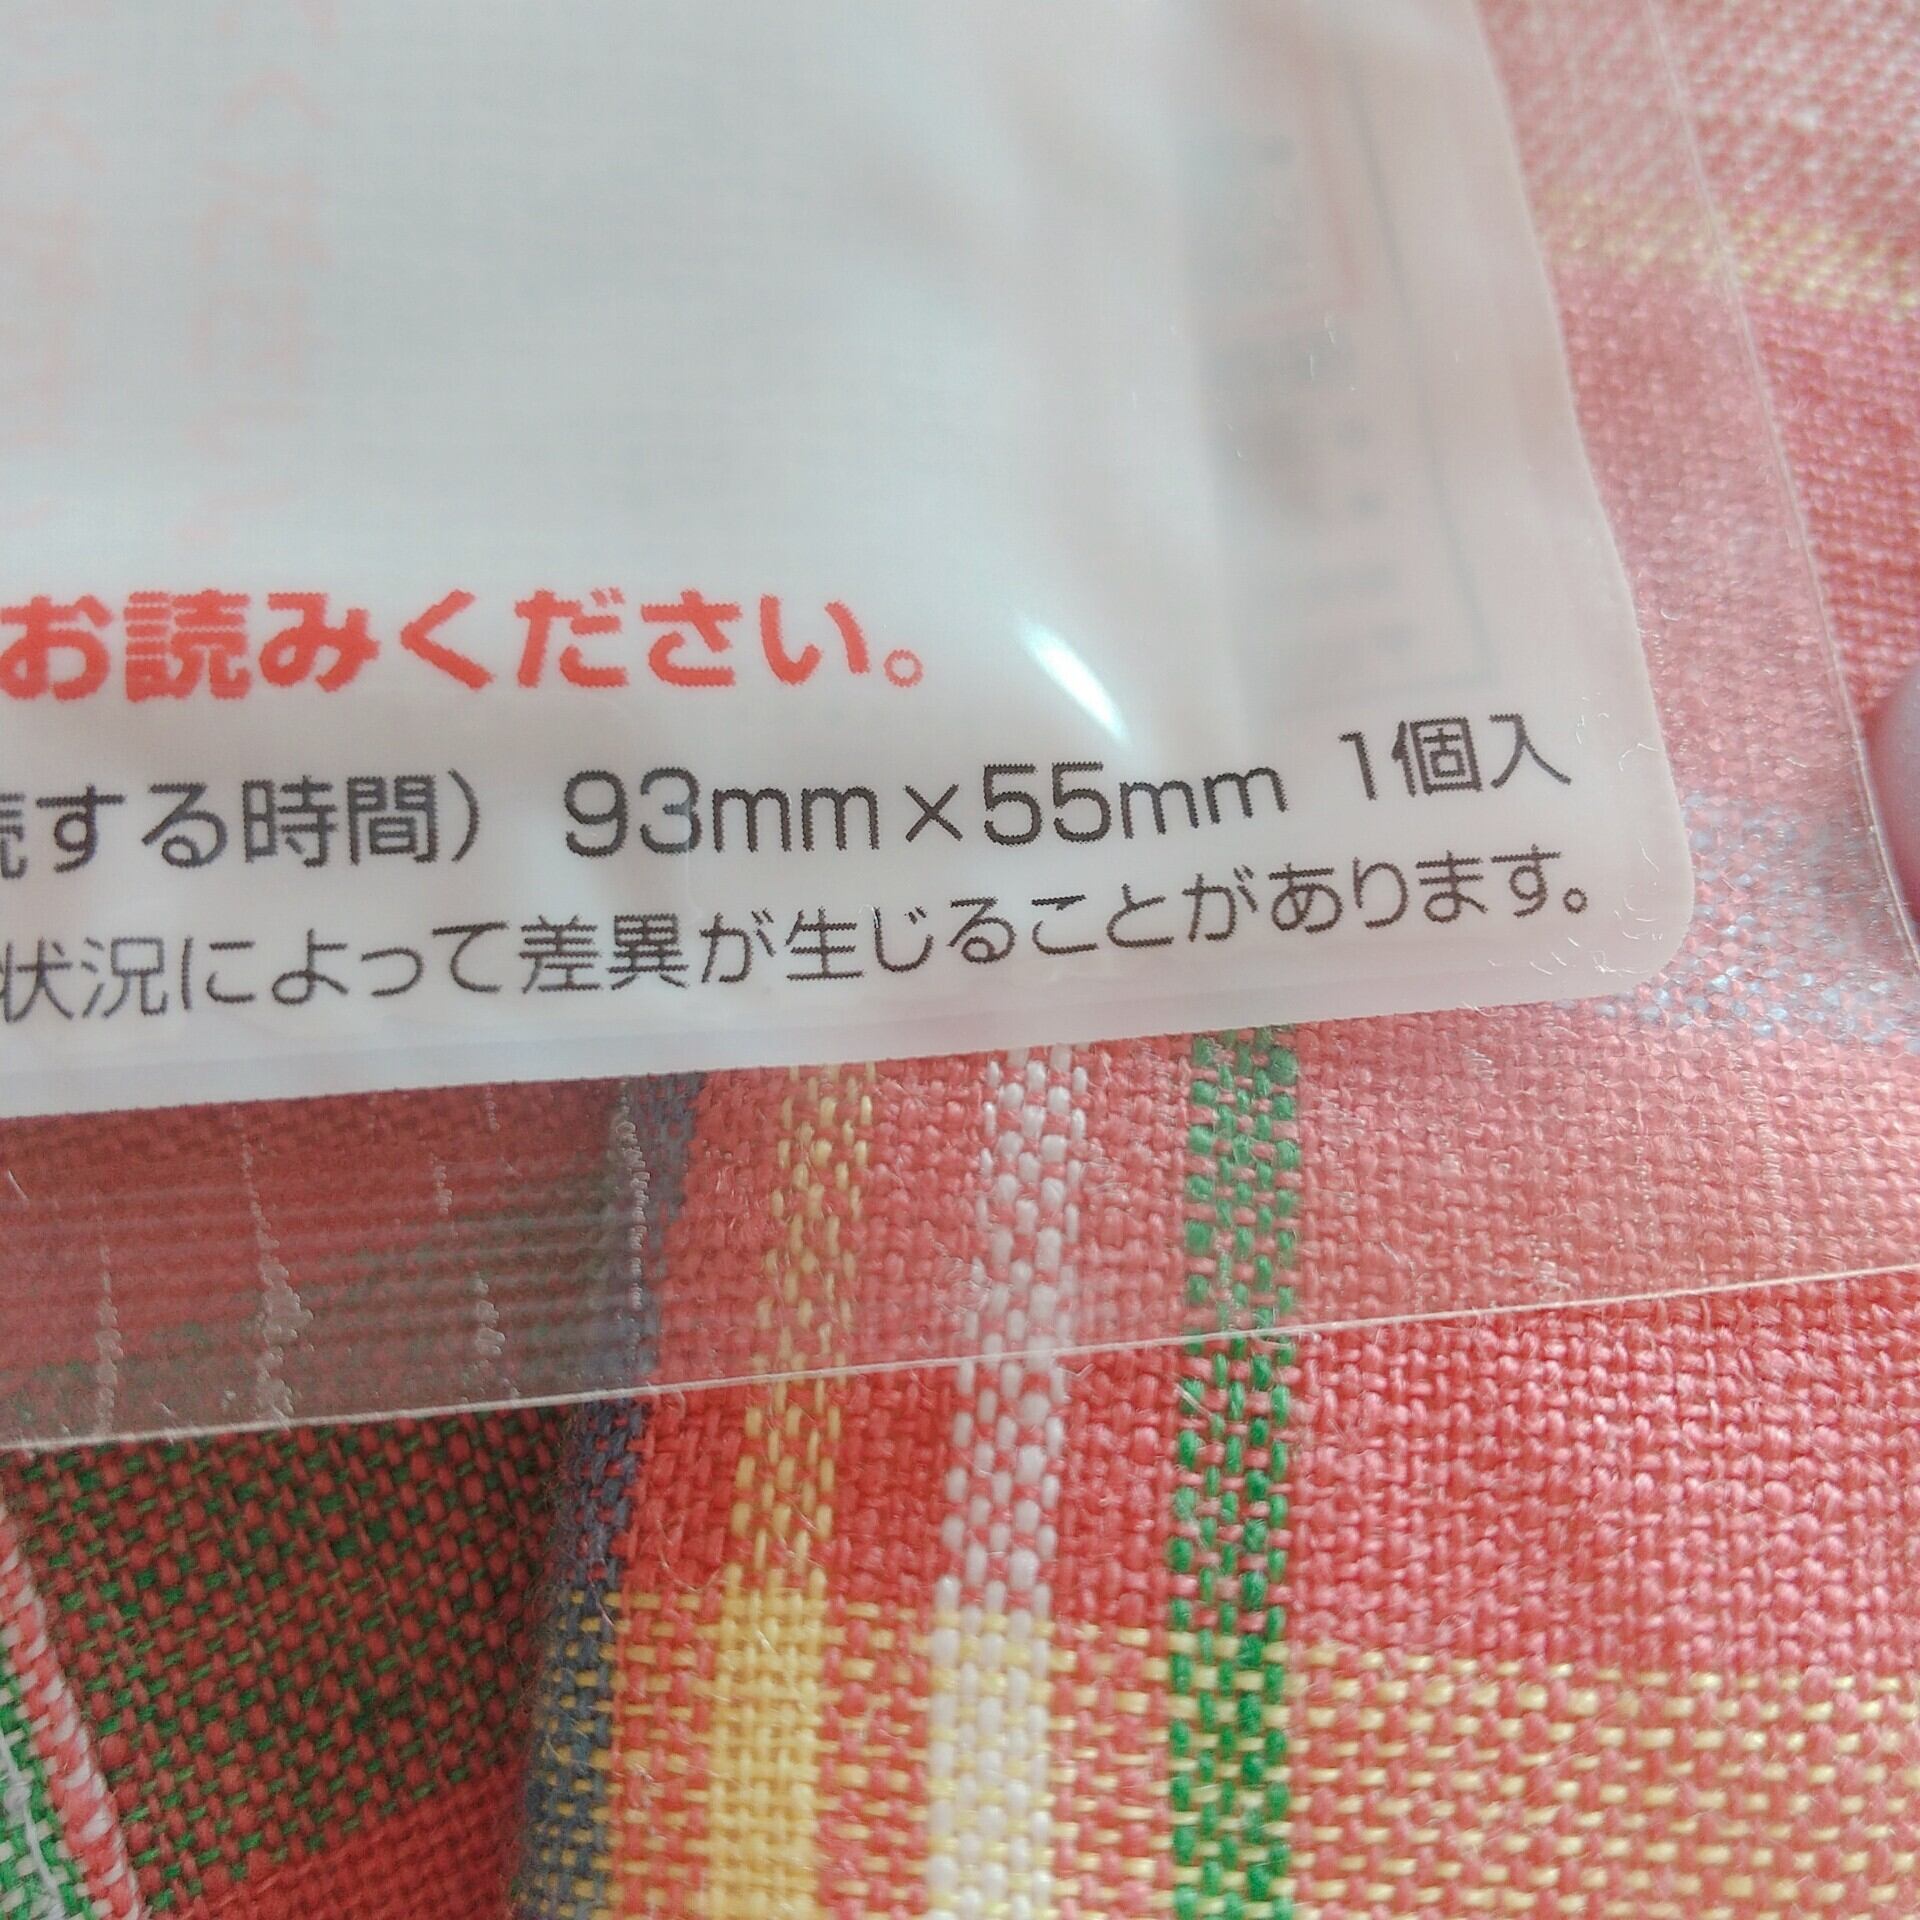 お読みください。
続する時間） 93mm×55mm 1個入
状況によって差異が生じることがあります。